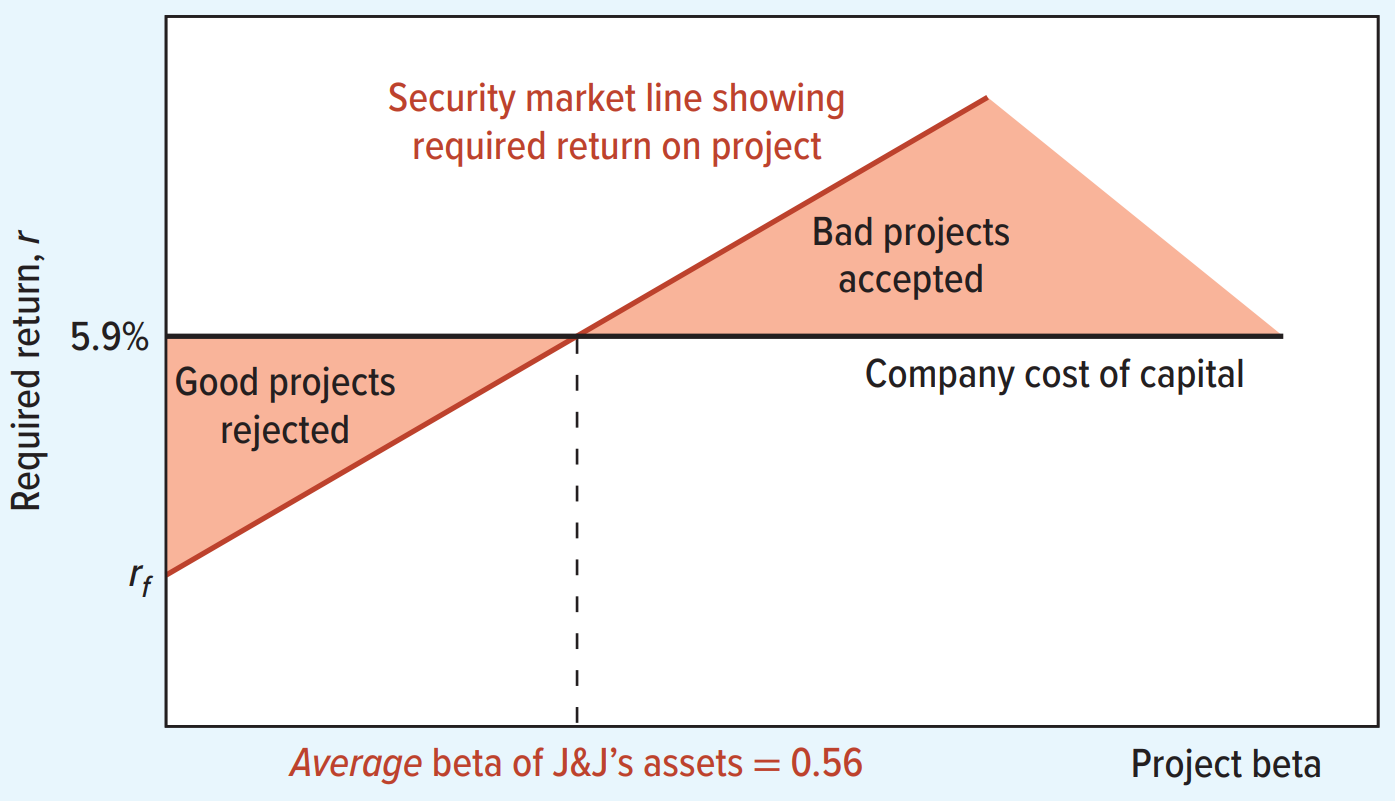 Security market line showing
required return on project
Bad projects
accepted
Required return, r
5.9%
Good projects
rejected
Company cost of capital
rf
Average beta of J&J’s assets = 0.56
Project beta